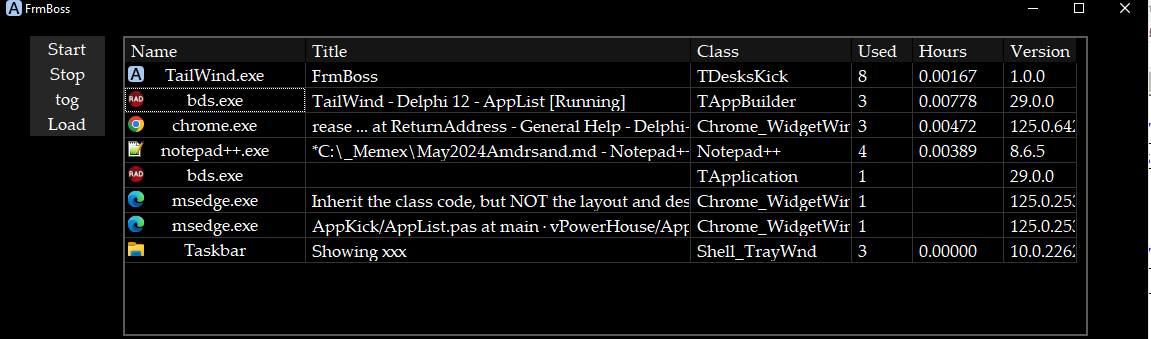 FrmBoss
Start
Stop
tog
Load
Name Title Class Used Hours Version
TailWind.exe FrmBoss TDesksKick 8 0.00167 1.0.0
RAD bds.exe TailWind - Delphi 12 - AppList [Running] TAppBuilder 3 0.00778 29.0.0
chrome.exe rease ... at ReturnAddress - General Help - Delphi- Chrome_WidgetWin 3 0.00472 125.0.642
notepad++.exe *C:\_Memex\May2024Amdrsand.md - Notepad++ Notepad++ 4 0.00389 8.6.5
RAD bds.exe TApplication 1 29.0.0
msedge.exe Inherit the class code, but NOT the layout and des Chrome_WidgetWin 1 125.0.253
msedge.exe AppKick/AppList.pas at main · vPowerHouse/App Chrome_WidgetWin 1 125.0.253
Taskbar Showing xxx Shell_TrayWnd 3 0.00000 10.0.2262